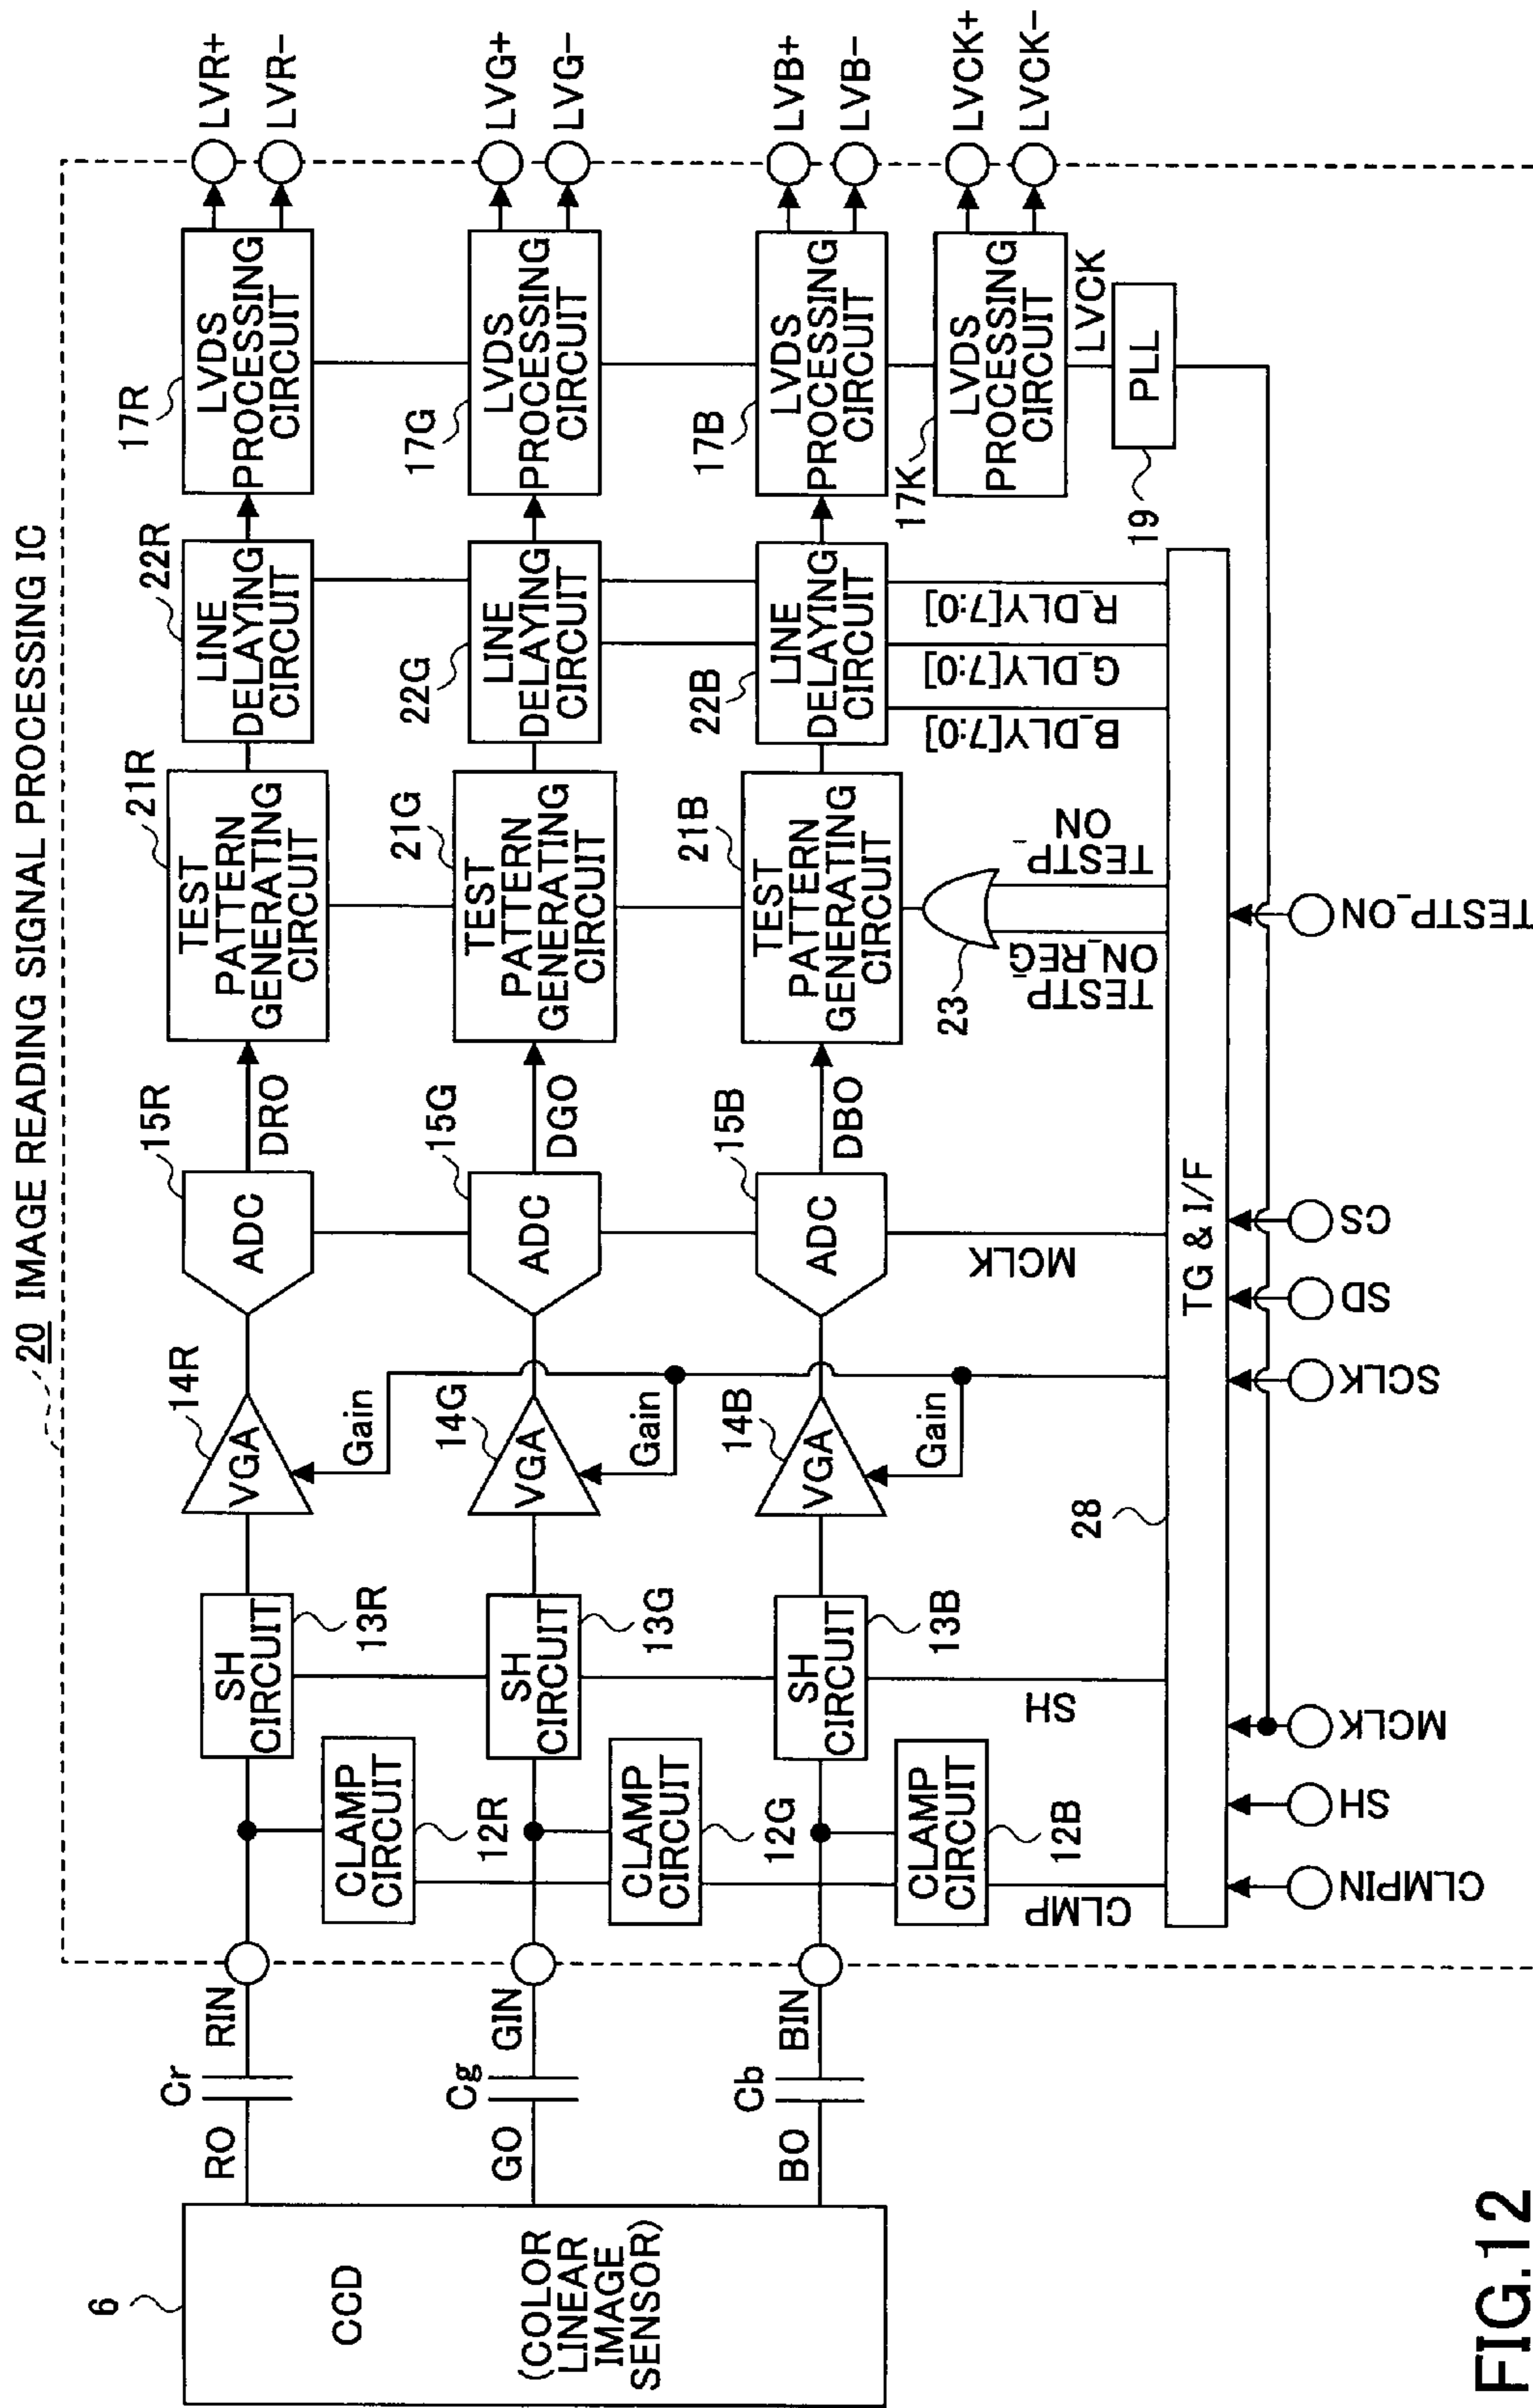 20 IMAGE READING SIGNAL PROCESSING IC
6
CCD
(COLOR
LINEAR
IMAGE
SENSOR)
RO
Cr
RIN
GO
Cg
GIN
BO
Cb
BIN
CLAMP
CIRCUIT
12R
SH
CIRCUIT
13R
14R
VGA
Gain
15R
ADC
DRO
21R
TEST
PATTERN
GENERATING
CIRCUIT
22R
LINE
DELAYING
CIRCUIT
17R
LVDS
PROCESSING
CIRCUIT
LVR+
LVR-
CLAMP
CIRCUIT
12G
SH
CIRCUIT
13G
14G
VGA
Gain
15G
ADC
DGO
21G
TEST
PATTERN
GENERATING
CIRCUIT
22G
LINE
DELAYING
CIRCUIT
17G
LVDS
PROCESSING
CIRCUIT
LVG+
LVG-
CLAMP
CIRCUIT
12B
SH
CIRCUIT
13B
14B
VGA
Gain
15B
ADC
DBO
21B
TEST
PATTERN
GENERATING
CIRCUIT
22B
LINE
DELAYING
CIRCUIT
17B
LVDS
PROCESSING
CIRCUIT
LVB+
LVB-
17K
LVDS
PROCESSING
CIRCUIT
LVCK+
LVCK-
LVCK
PLL
19
CLMP
SH
28
MCLK
23
TESTP_
ON_REG
TESTP_
ON
B_DLY[7:0]
G_DLY[7:0]
R_DLY[7:0]
TG & I/F
CLMPIN
SH
MCLK
SCLK
SD
CS
TESTP_ON
FIG.12